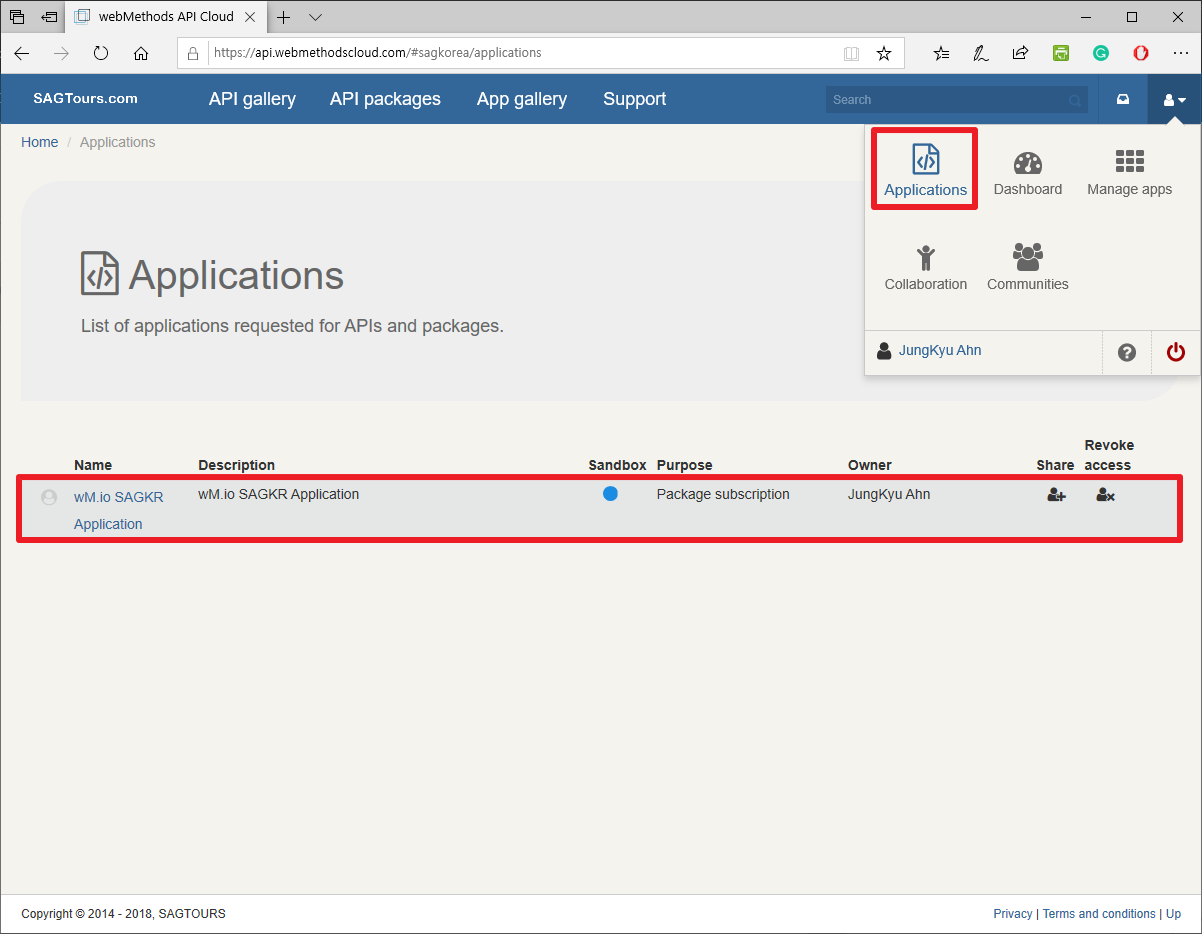 webMethods API Cloud
https://api.webmethodscloud.com/#sagkorea/applications
SAGTours.com API gallery API packages App gallery Support Search
Home / Applications
Applications Dashboard Manage apps
Collaboration Communities
JungKyu Ahn
Applications
List of applications requested for APIs and packages.
Revoke
Name Description Sandbox Purpose Owner Share access
wM.io SAGKR wM.io SAGKR Application Package subscription JungKyu Ahn
Application
Copyright © 2014 - 2018, SAGTOURS Privacy | Terms and conditions | Up